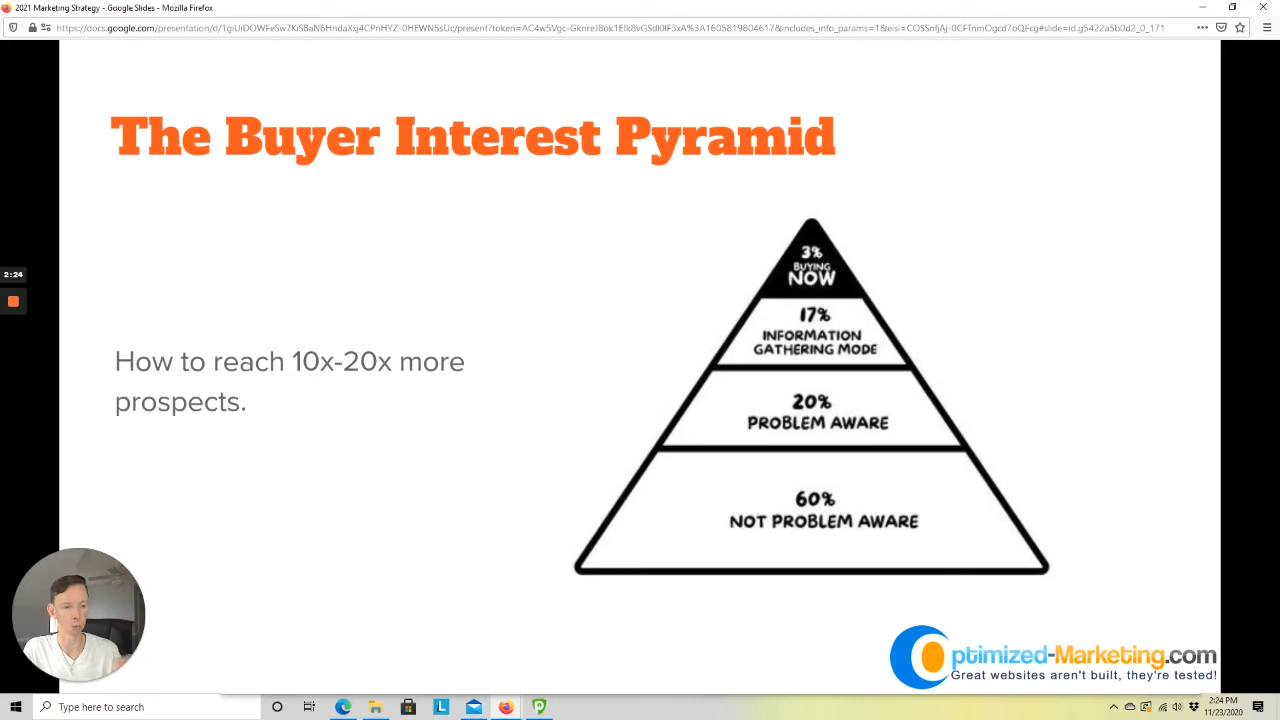 2021 Marketing Strategy - Google Slides - Mozilla Firefox
The Buyer Interest Pyramid
2:24
How to reach 10x-20x more
prospects.
3%
BUYING
NOW
17%
INFORMATION
GATHERING MODE
20%
PROBLEM AWARE
60%
NOT PROBLEM AWARE
ptimized-Marketing.com
Great websites aren't built, they're tested!
Type here to search
2:24 PM
11/23/2020